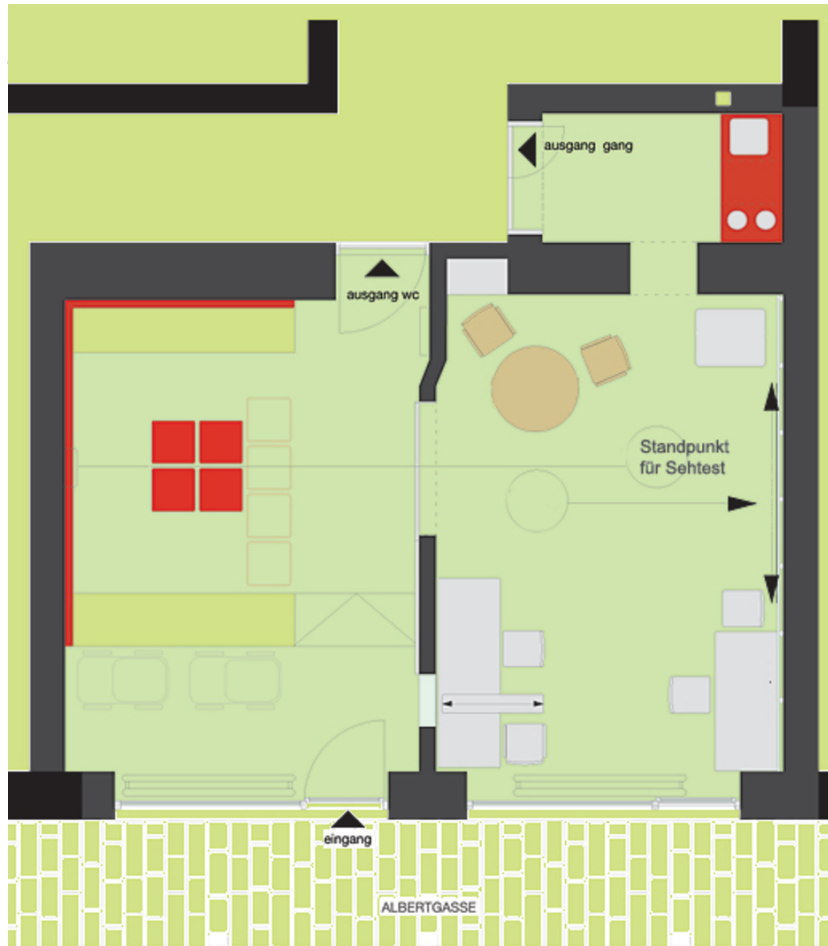 ausgang gang
ausgang wc
Standpunkt
für Sehtest
eingang
ALBERTGASSE